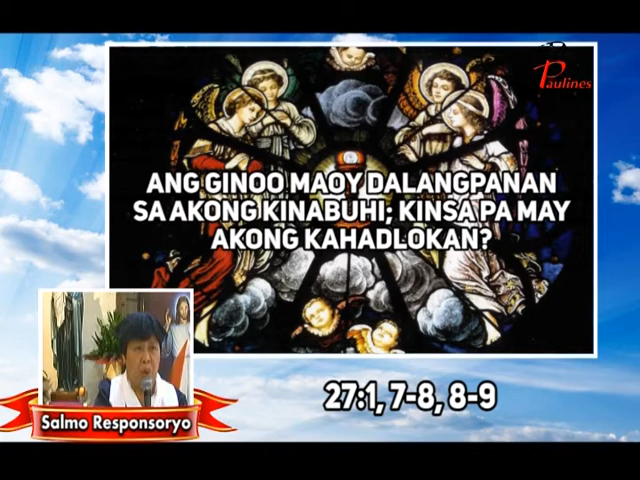 Paulines
ANG GINOO MAOY DALANGPANAN
SA AKONG KINABUHI; KINSA PA MAY
AKONG KAHADLOKAN?
27:1, 7-8, 8-9
Salmo Responsoryo